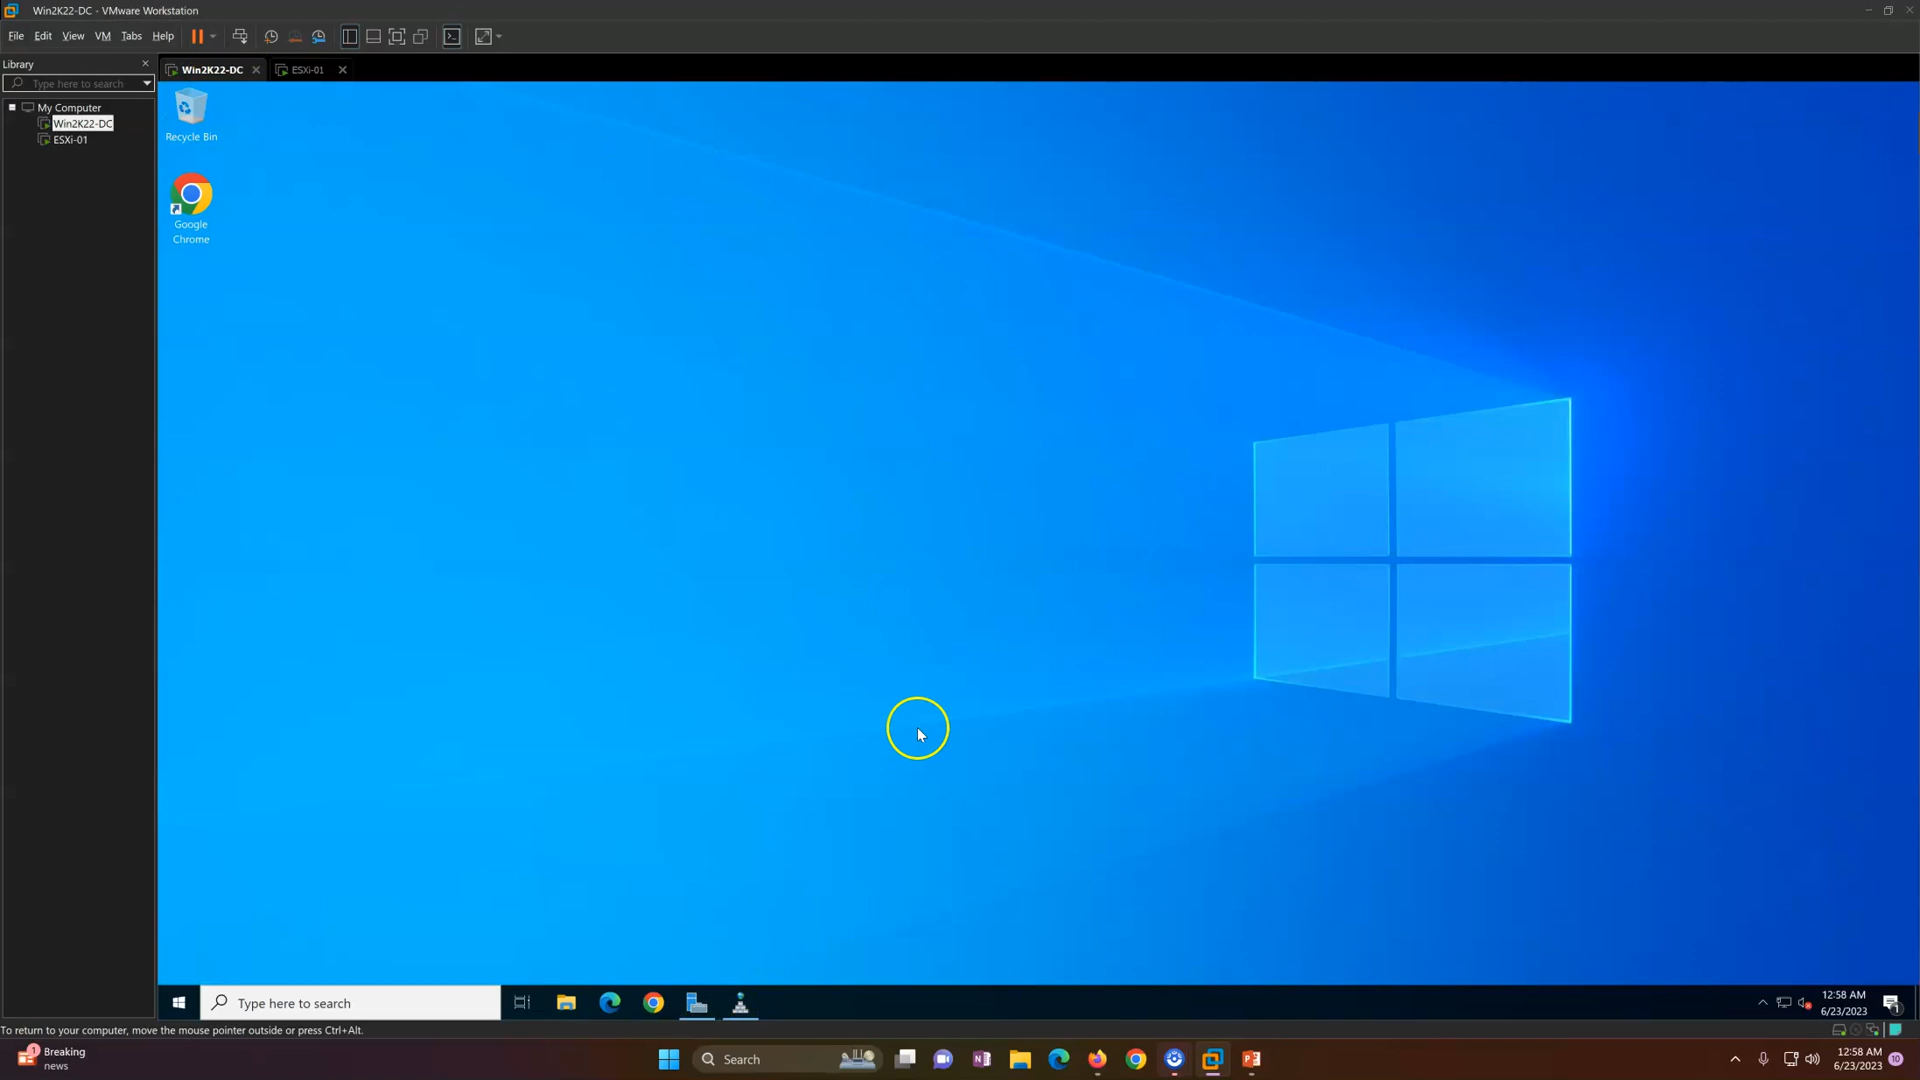 Win2K22-DC - VMware Workstation
File Edit View VM Tabs Help
Library
Type here to search
My Computer
Win2K22-DC
ESXi-01
Win2K22-DC
ESXi-01
Recycle Bin
Google
Chrome
Type here to search
12:58 AM
6/23/2023
1
To return to your computer, move the mouse pointer outside or press Ctrl+Alt.
1
Breaking
news
Search
12:58 AM
6/23/2023
10